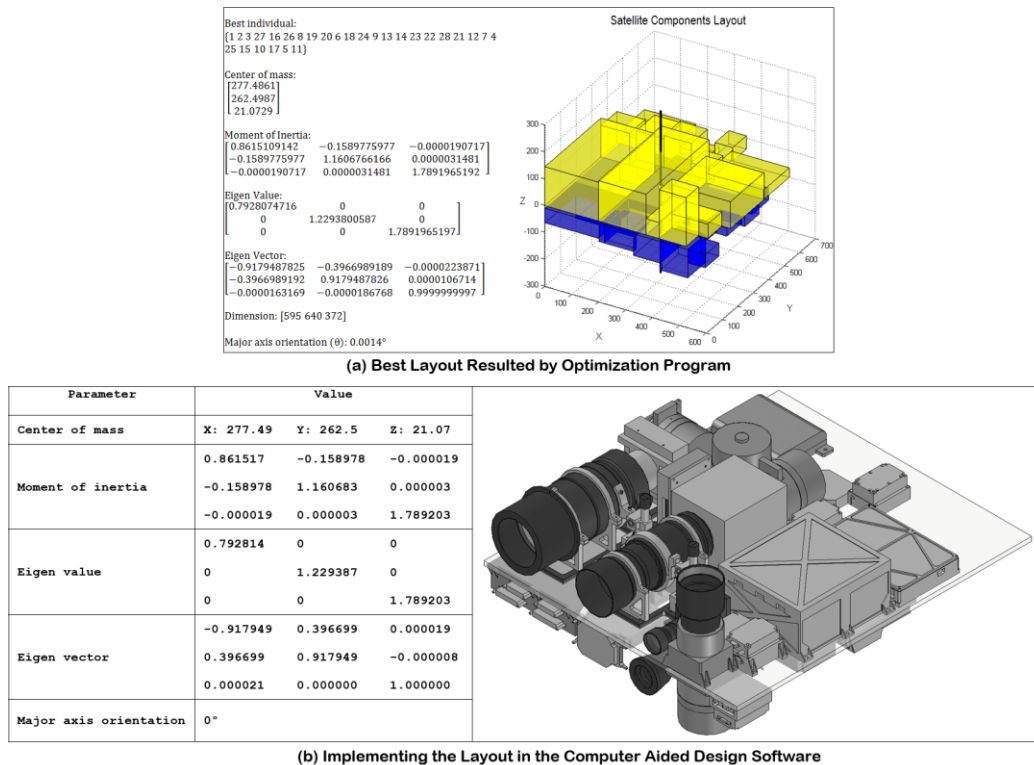 Best individual:
{1 2 3 27 16 26 8 19 20 6 18 24 9 13 14 23 22 28 21 12 7 4
25 15 10 17 5 11}
Center of mass:
[277.4861]
[262.4987]
[21.0729]
Moment of Inertia:
[0.8615109142 −0.1589775977 −0.0000190717]
[−0.1589775977 1.1606766166 0.0000031481]
[−0.0000190717 0.0000031481 1.7891965192]
Eigen Value:
[0.7928074716 0 0]
[0 1.2293800587 0]
[0 0 1.7891965197]
Eigen Vector:
[−0.9179487825 −0.3966989189 −0.0000223871]
[−0.3966989192 0.9179487826 0.0000106714]
[−0.0000163169 −0.0000186768 0.9999999997]
Dimension: [595 640 372]
Major axis orientation (θ): 0.0014°
Satellite Components Layout
300
200
100
0
-100
-200
-300
Z
0
100
200
300
400
500
600
X
0
100
200
300
400
500
600
700
Y
(a) Best Layout Resulted by Optimization Program
Parameter Value
Center of mass X: 277.49 Y: 262.5 Z: 21.07
Moment of inertia
0.861517 -0.158978 -0.000019
-0.158978 1.160683 0.000003
-0.000019 0.000003 1.789203
Eigen value
0.792814 0 0
0 1.229387 0
0 0 1.789203
Eigen vector
-0.917949 0.396699 0.000019
0.396699 0.917949 -0.000008
0.000021 0.000000 1.000000
Major axis orientation 0°
(b) Implementing the Layout in the Computer Aided Design Software